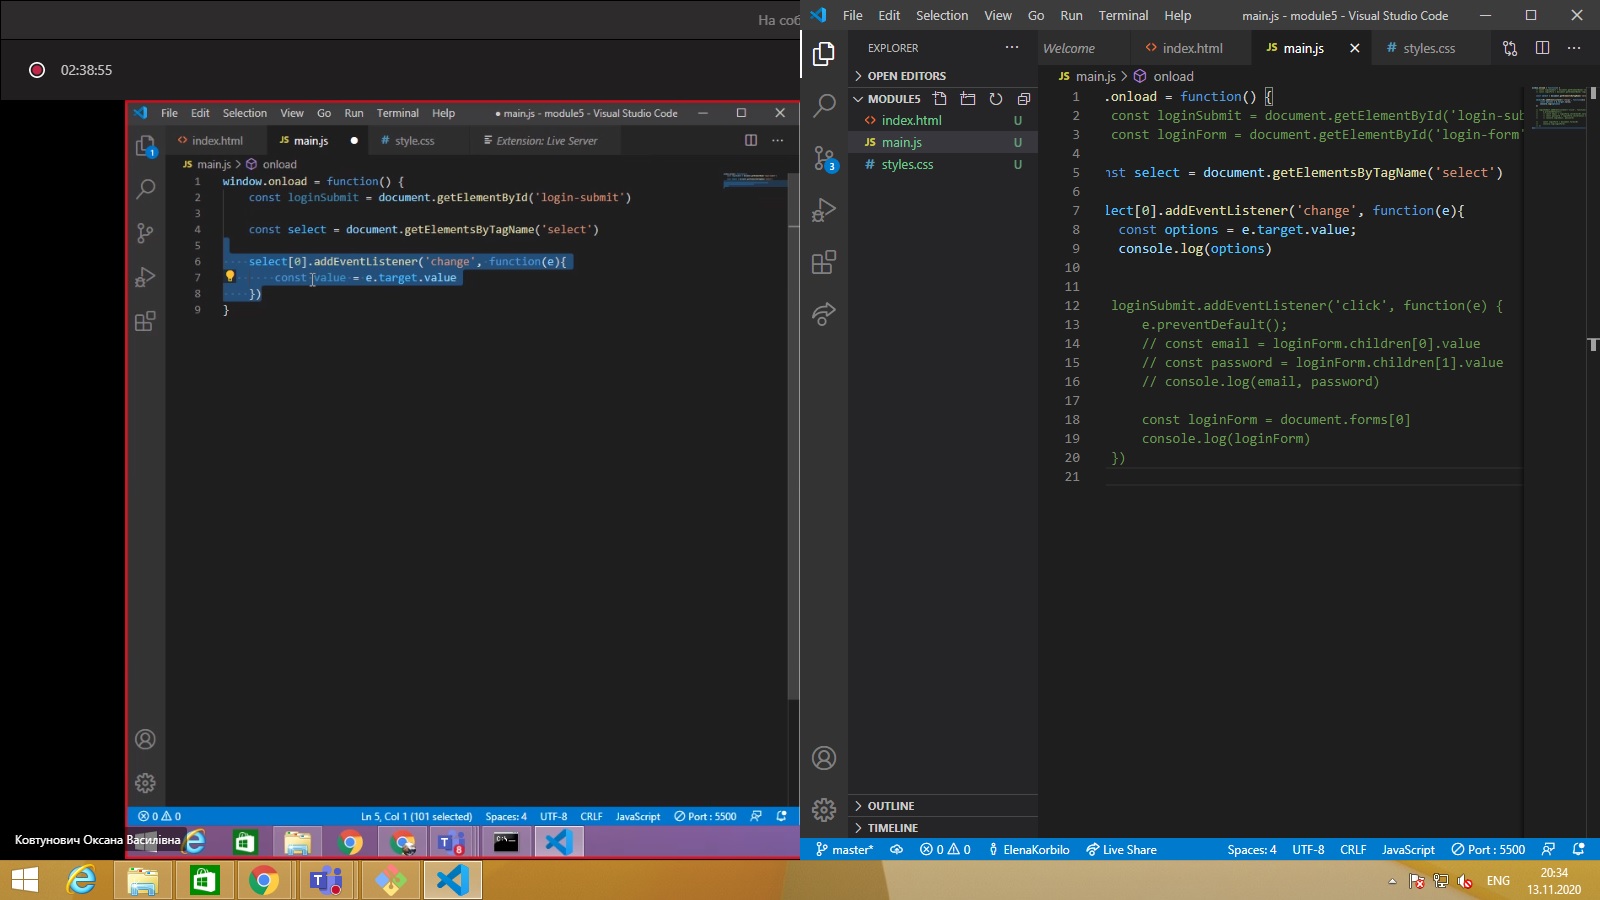 На соб
02:38:55
File Edit Selection View Go Run Terminal Help
● main.js - module5 - Visual Studio Code
index.html
JS main.js
# style.css
Extension: Live Server
JS main.js > onload
1 window.onload = function() {
2 const loginSubmit = document.getElementById('login-submit')
3
4 const select = document.getElementsByTagName('select')
5
6 select[0].addEventListener('change', function(e){
7 const value = e.target.value
8 })
9 }
1
0 0
Ln 5, Col 1 (101 selected)
Spaces: 4
UTF-8
CRLF
JavaScript
Port : 5500
Ковтунович Оксана Василівна
8
File Edit Selection View Go Run Terminal Help
main.js - module5 - Visual Studio Code
EXPLORER
OPEN EDITORS
MODULE5
index.html U
JS main.js U
# styles.css U
OUTLINE
TIMELINE
3
Welcome
index.html
JS main.js
# styles.css
JS main.js > onload
1 .onload = function() {
2 const loginSubmit = document.getElementById('login-sub
3 const loginForm = document.getElementById('login-form'
4
5 nst select = document.getElementsByTagName('select')
6
7 lect[0].addEventListener('change', function(e){
8 const options = e.target.value;
9 console.log(options)
10
11
12 loginSubmit.addEventListener('click', function(e) {
13 e.preventDefault();
14 // const email = loginForm.children[0].value
15 // const password = loginForm.children[1].value
16 // console.log(email, password)
17
18 const loginForm = document.forms[0]
19 console.log(loginForm)
20 })
21
master*
0 0
ElenaKorbilo
Live Share
Spaces: 4
UTF-8
CRLF
JavaScript
Port : 5500
ENG
20:34
13.11.2020